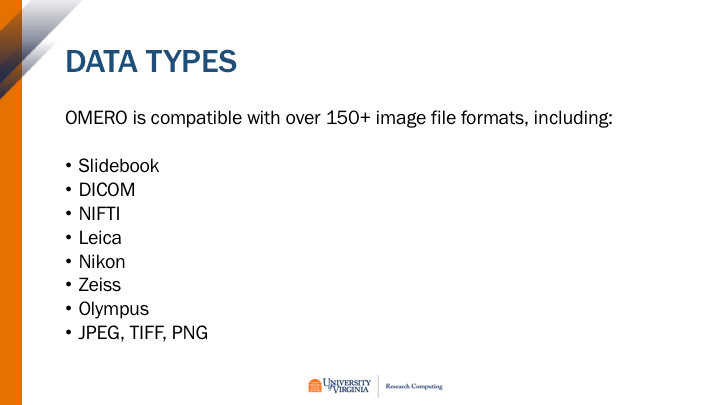 DATA TYPES
OMERO is compatible with over 150+ image file formats, including:
• Slidebook
• DICOM
• NIFTI
• Leica
• Nikon
• Zeiss
• Olympus
• JPEG, TIFF, PNG
UNIVERSITY
of VIRGINIA
Research Computing